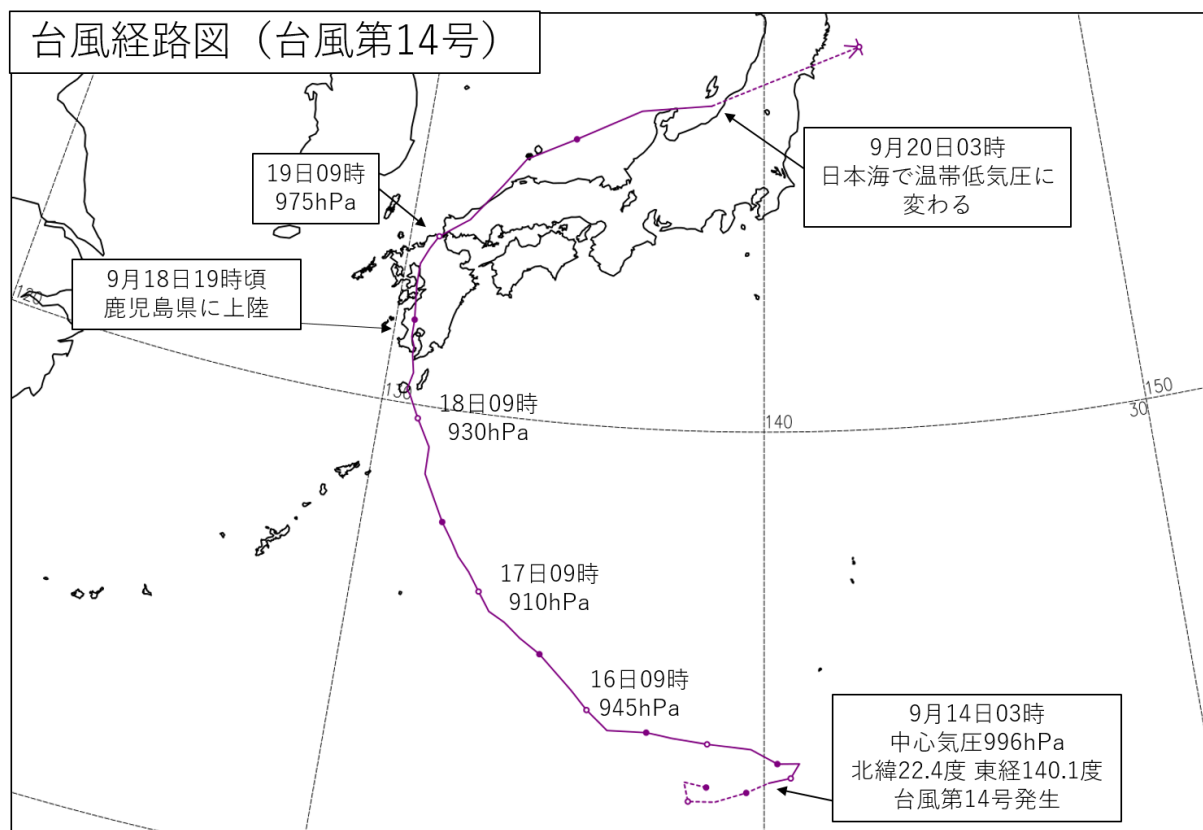 台風経路図（台風第14号）
9月20日03時
日本海で温帯低気圧に
変わる
19日09時
975hPa
9月18日19時頃
鹿児島県に上陸
120
130
18日09時
930hPa
140
150
30
17日09時
910hPa
16日09時
945hPa
9月14日03時
中心気圧996hPa
北緯22.4度 東経140.1度
台風第14号発生